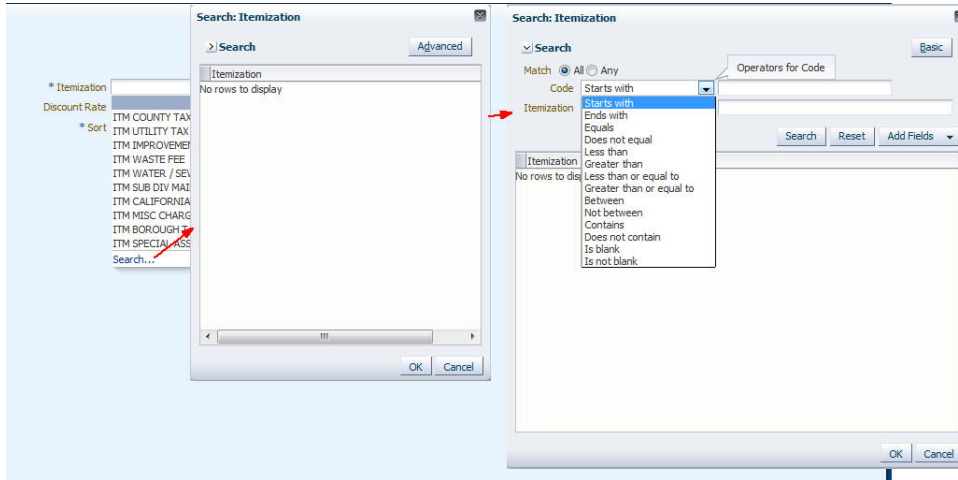 * Itemization
Discount Rate
* Sort
ITM COUNTY TAX
ITM UTILITY TAX
ITM IMPROVEMEN
ITM WASTE FEE
ITM WATER / SEV
ITM SUB DIV MAI
ITM CALIFORNIA
ITM MISC CHARG
ITM BOROUGH T
ITM SPECIAL ASS
Search...
Search: Itemization
Search
Advanced
Itemization
No rows to display
OK Cancel
Search: Itemization
Search
Basic
Match All Any
Operators for Code
Code Starts with
Itemization
Starts with
Ends with
Equals
Does not equal
Less than
Greater than
Less than or equal to
Greater than or equal to
Between
Not between
Contains
Does not contain
Is blank
Is not blank
Search Reset Add Fields
Itemization
No rows to dis
OK Cancel